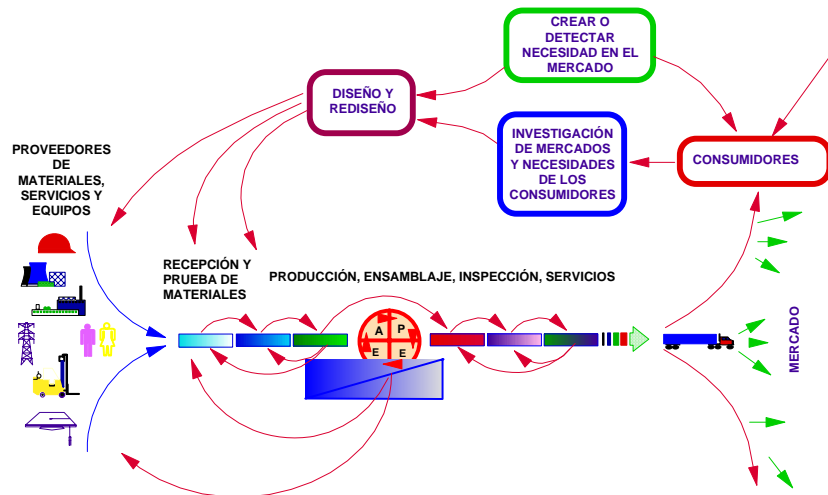 CREAR O
DETECTAR
NECESIDAD EN EL
MERCADO
DISEÑO Y
REDISEÑO
INVESTIGACIÓN
DE MERCADOS
Y NECESIDADES
DE LOS
CONSUMIDORES
CONSUMIDORES
PROVEEDORES
DE
MATERIALES,
SERVICIOS Y
EQUIPOS
RECEPCIÓN Y
PRUEBA DE
MATERIALES
PRODUCCIÓN, ENSAMBLAJE, INSPECCIÓN, SERVICIOS
A P
E E
MERCADO